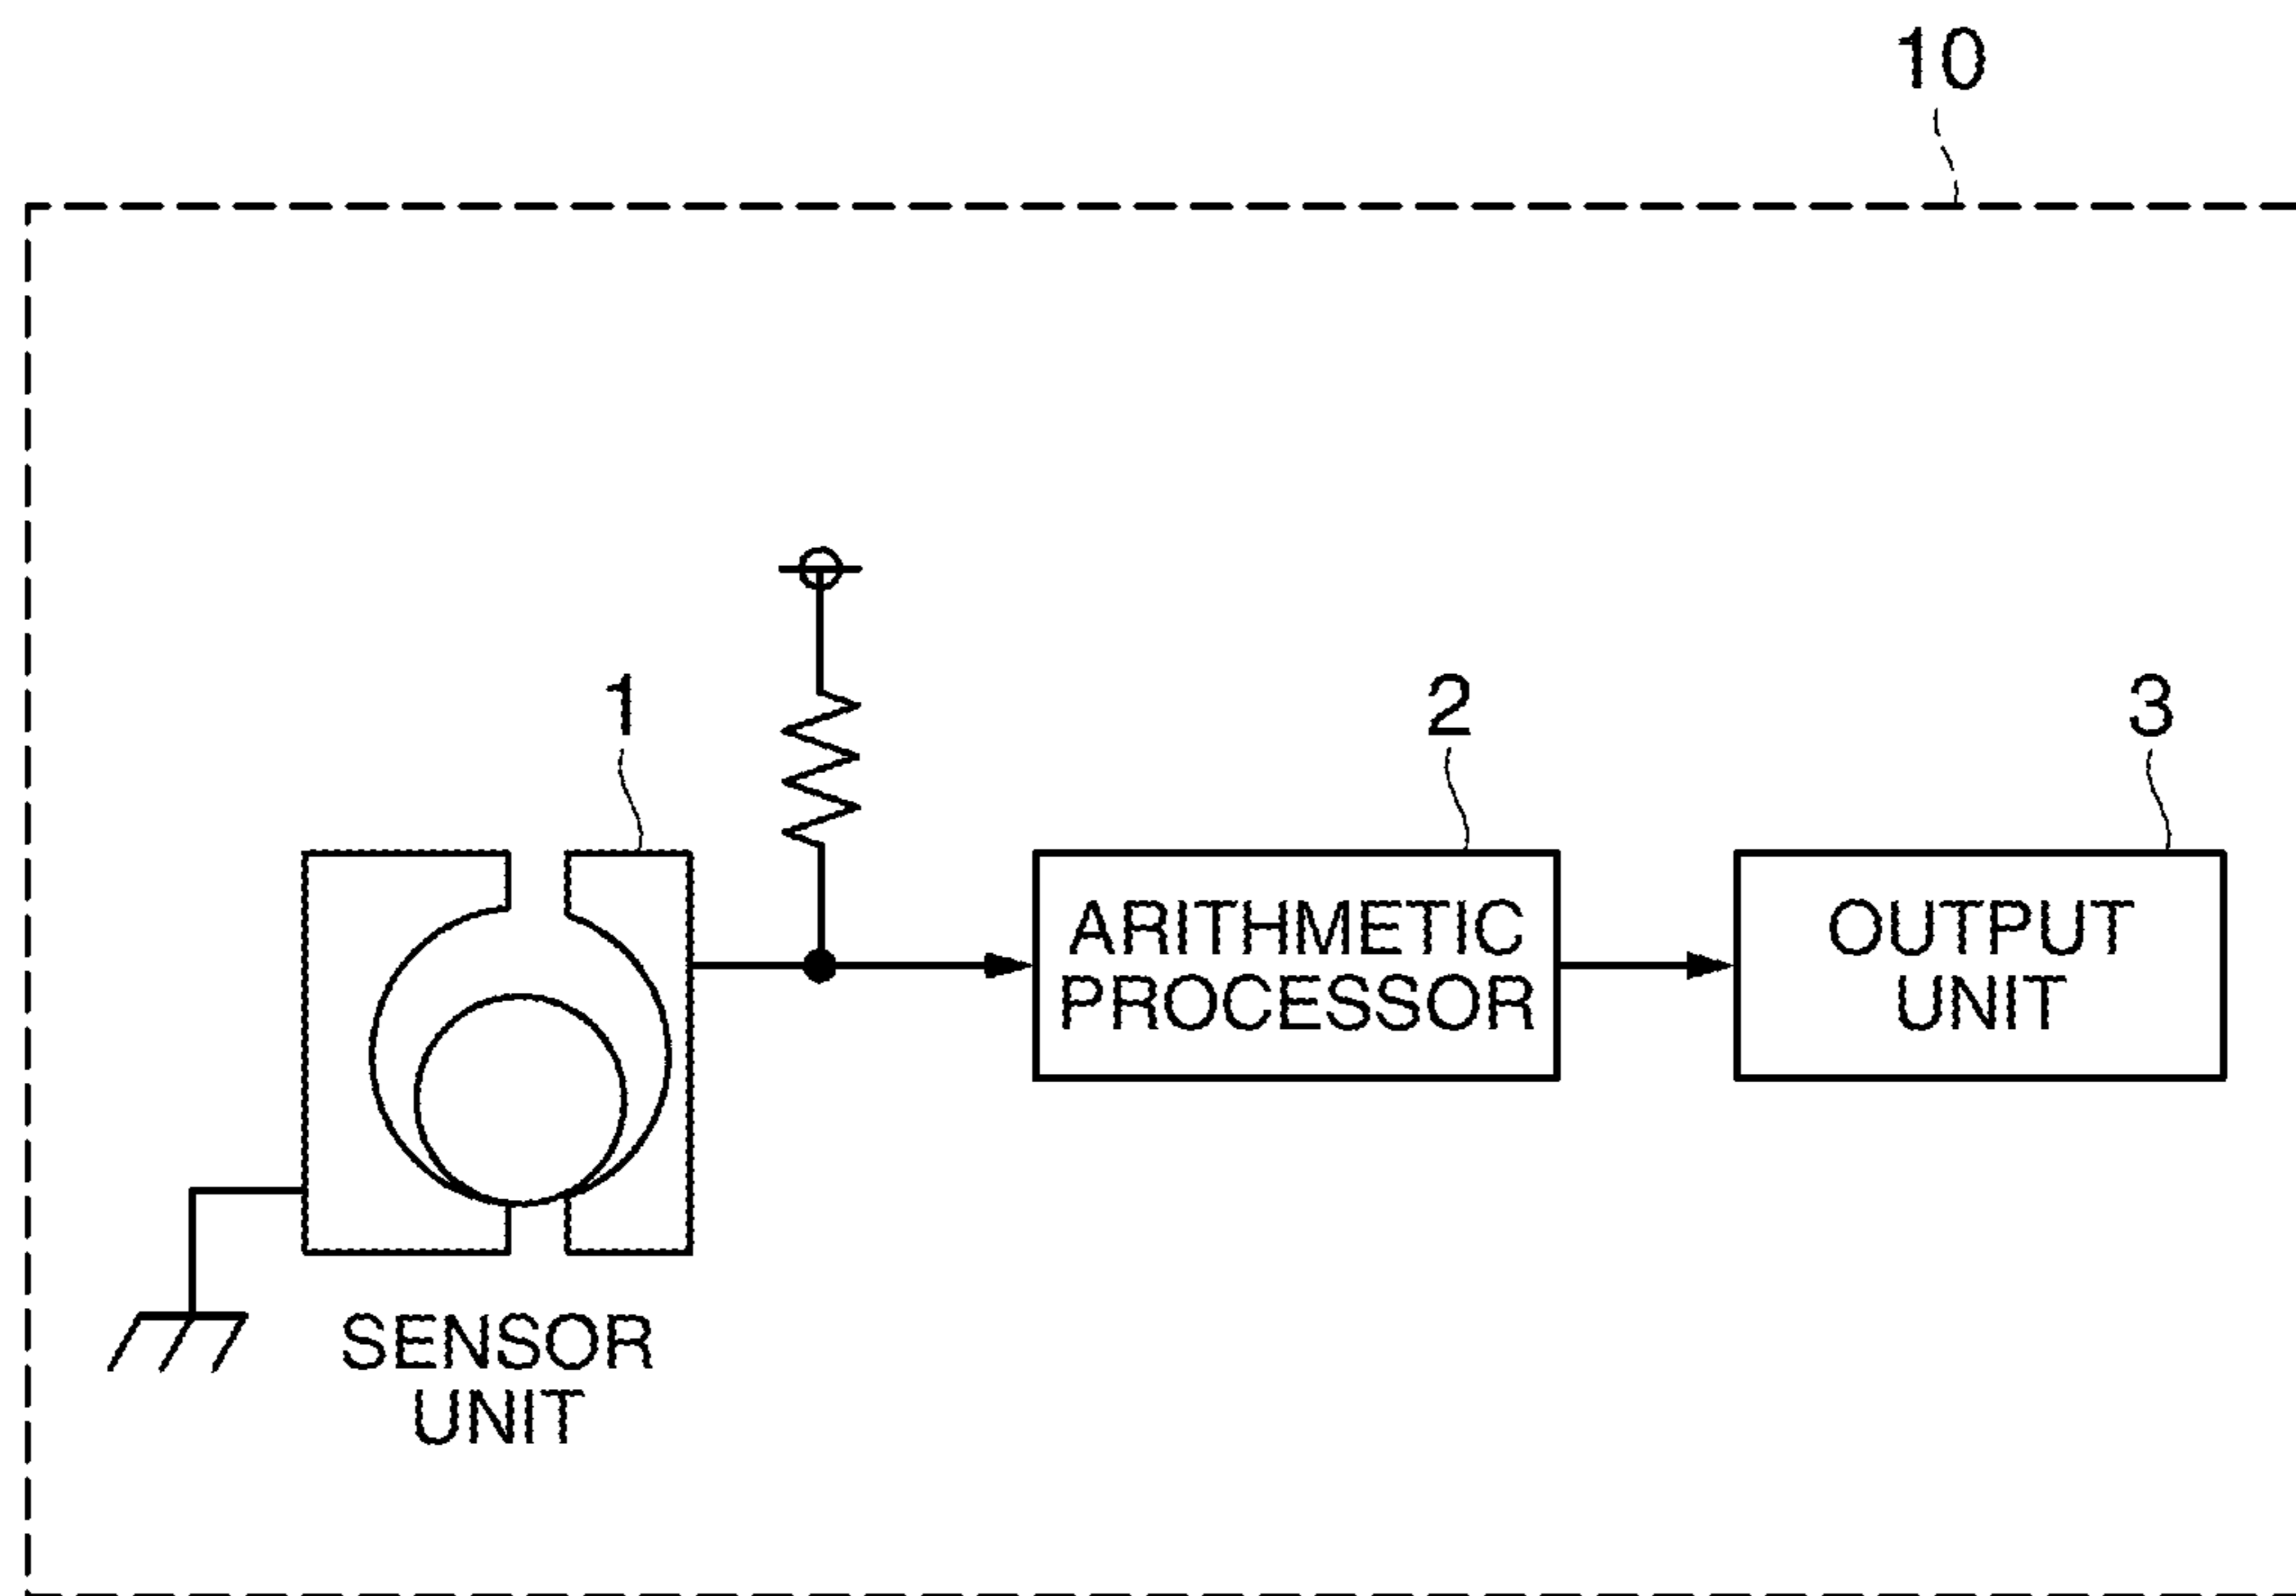 10
1
2
3
ARITHMETIC
PROCESSOR
OUTPUT
UNIT
SENSOR
UNIT